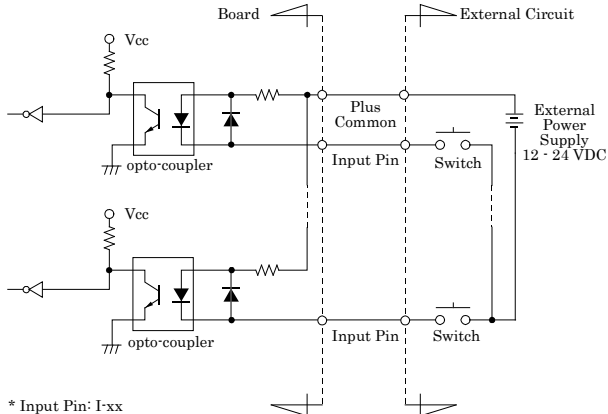 Board
External Circuit
Vcc
Plus
Common
External
Power
Supply
12 - 24 VDC
opto-coupler
Input Pin
Switch
Vcc
opto-coupler
Input Pin
Switch
* Input Pin: I-xx